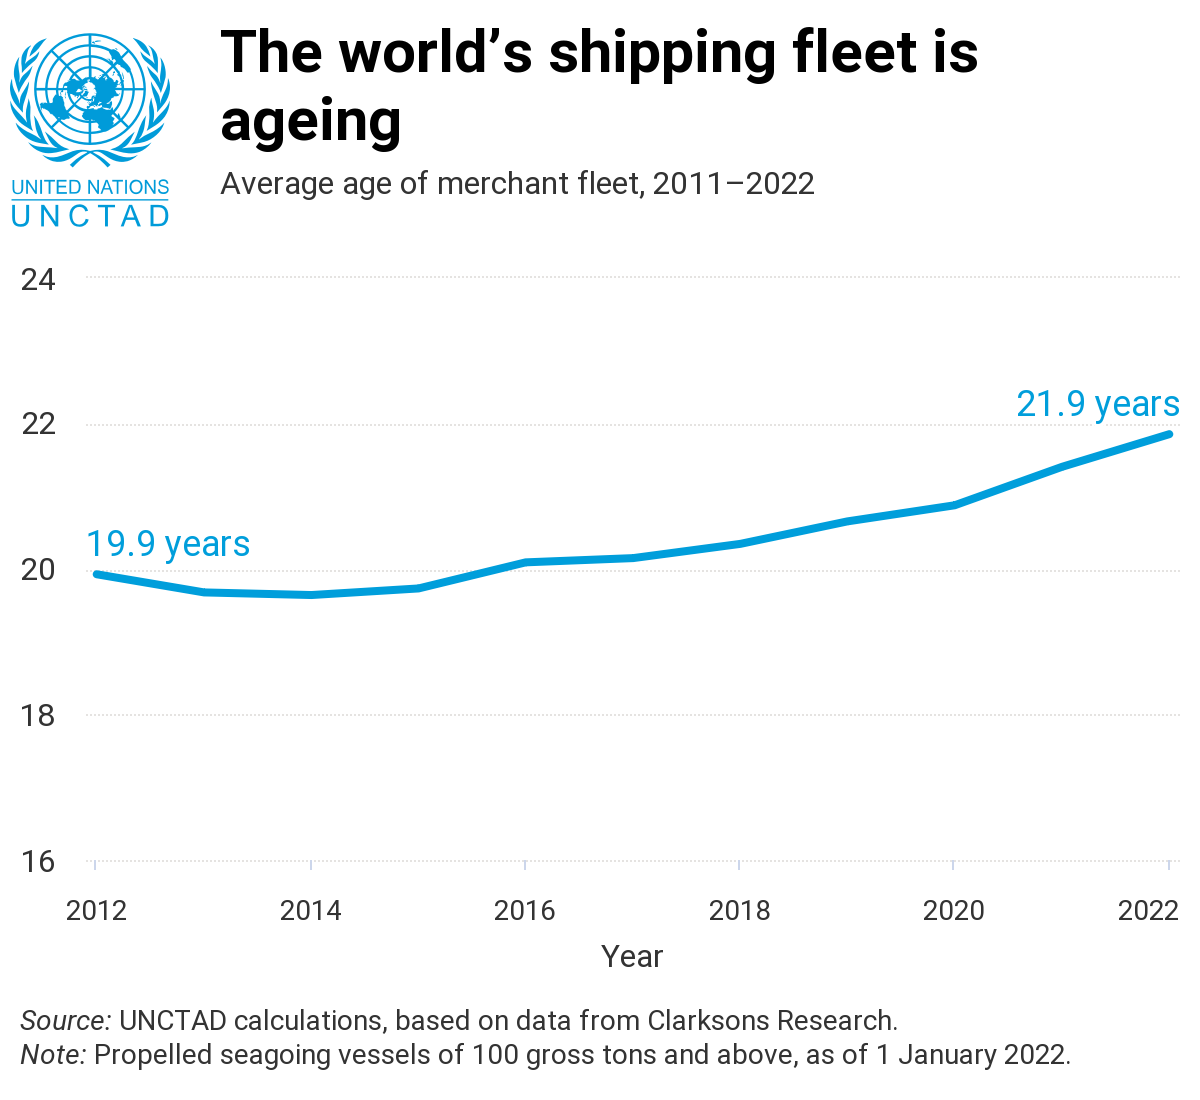 The world’s shipping fleet is
ageing
Average age of merchant fleet, 2011–2022
UNITED NATIONS
UNCTAD
24
22
20
18
16
21.9 years
19.9 years
2012
2014
2016
2018
2020
2022
Year
Source: UNCTAD calculations, based on data from Clarksons Research.
Note: Propelled seagoing vessels of 100 gross tons and above, as of 1 January 2022.